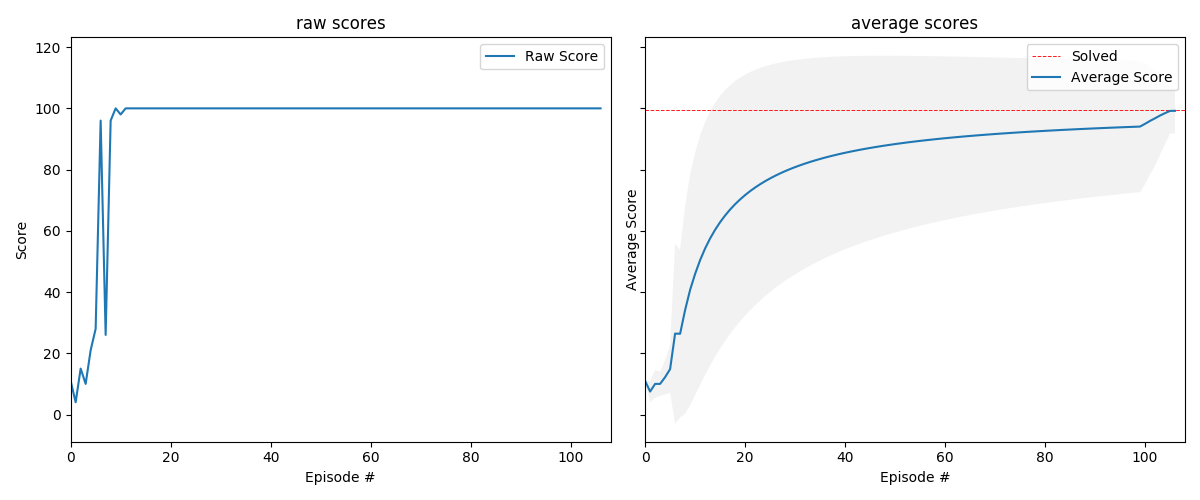 raw scores
Raw Score
120
100
80
60
40
20
0
Score
0 20 40 60 80 100
Episode #
average scores
Solved
Average Score
Average Score
0 20 40 60 80 100
Episode #